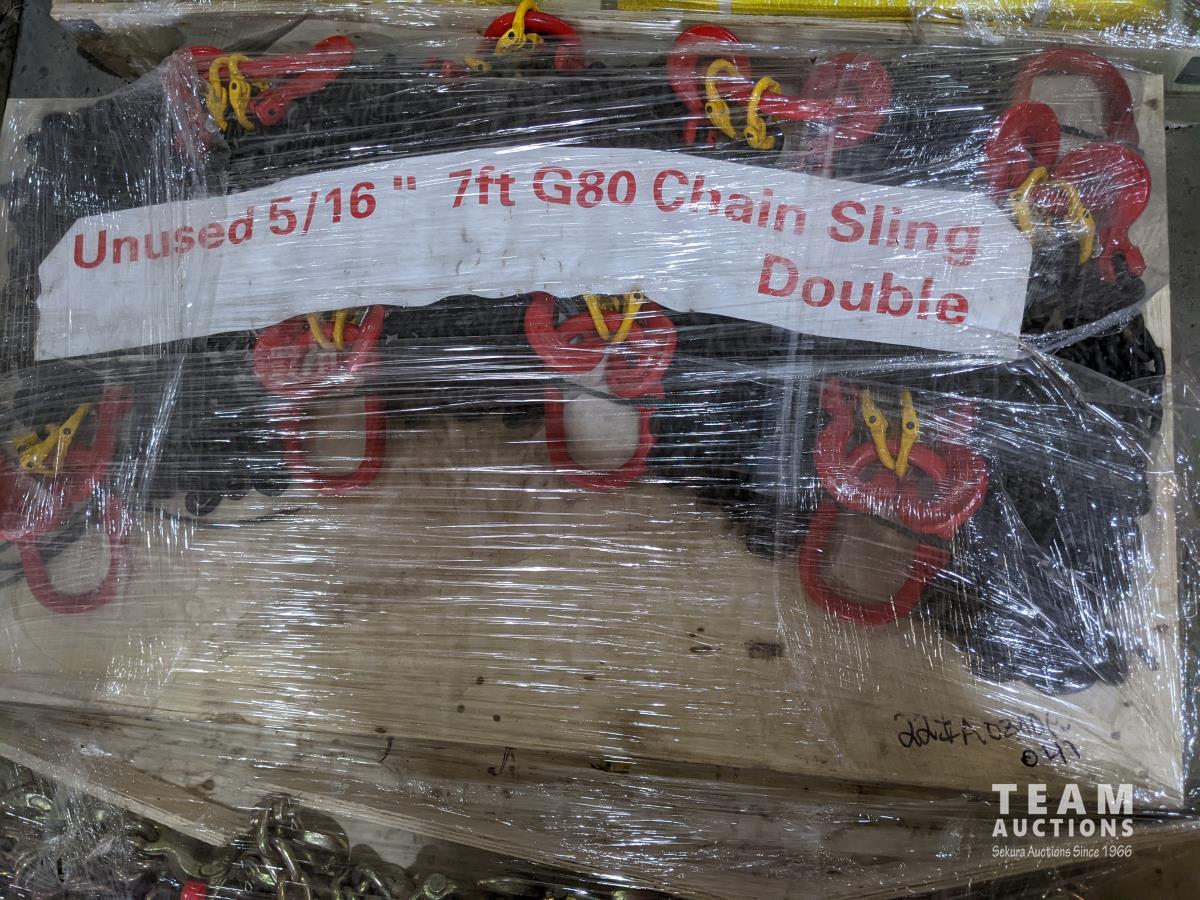 Unused 5/16 " 7ft G80 Chain Sling
Double
TEAM
AUCTIONS
Sekura Auctions Since 1966